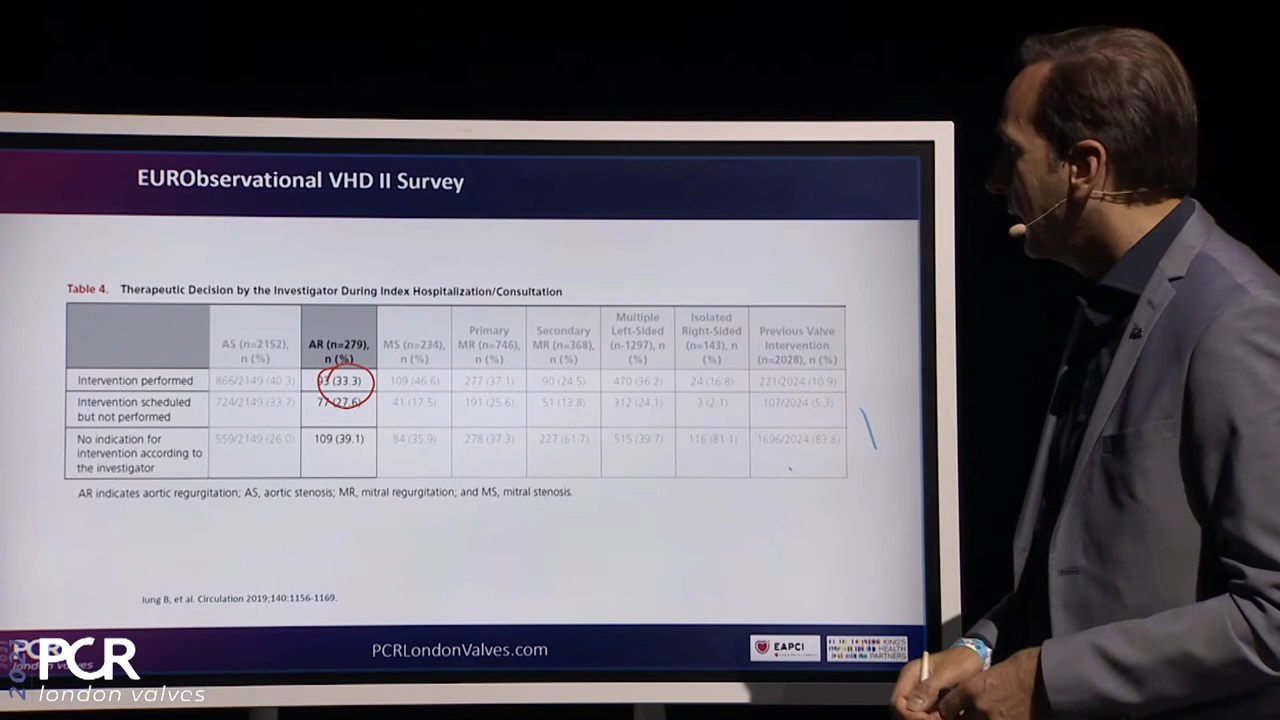 EURObservational VHD II Survey
Table 4. Therapeutic Decision by the Investigator During Index Hospitalization/Consultation
AS (n=2152), n (%)
AR (n=279), n (%)
MS (n=234), n (%)
Primary MR (n=746), n (%)
Secondary MR (n=368), n (%)
Multiple Left-Sided (n-1297), n (%)
Isolated Right-Sided (n=143), n (%)
Previous Valve Intervention (n=2028), n (%)
Intervention performed 866/2149 (40.3) 93 (33.3) 109 (46.6) 277 (37.1) 90 (24.5) 470 (36.2) 24 (16.8) 221/2024 (10.9)
Intervention scheduled but not performed 724/2149 (33.7) 77 (27.6) 41 (17.5) 191 (25.6) 51 (13.8) 312 (24.1) 3 (2.1) 107/2024 (5.3)
No indication for intervention according to the investigator 559/2149 (26.0) 109 (39.1) 84 (35.9) 278 (37.3) 227 (61.7) 515 (39.7) 116 (81.1) 1696/2024 (83.8)
AR indicates aortic regurgitation; AS, aortic stenosis; MR, mitral regurgitation; and MS, mitral stenosis.
Iung B, et al. Circulation 2019;140:1156-1169.
PCRLondonValves.com
EAPCI
KING'S HEALTH PARTNERS
PCR
london valves